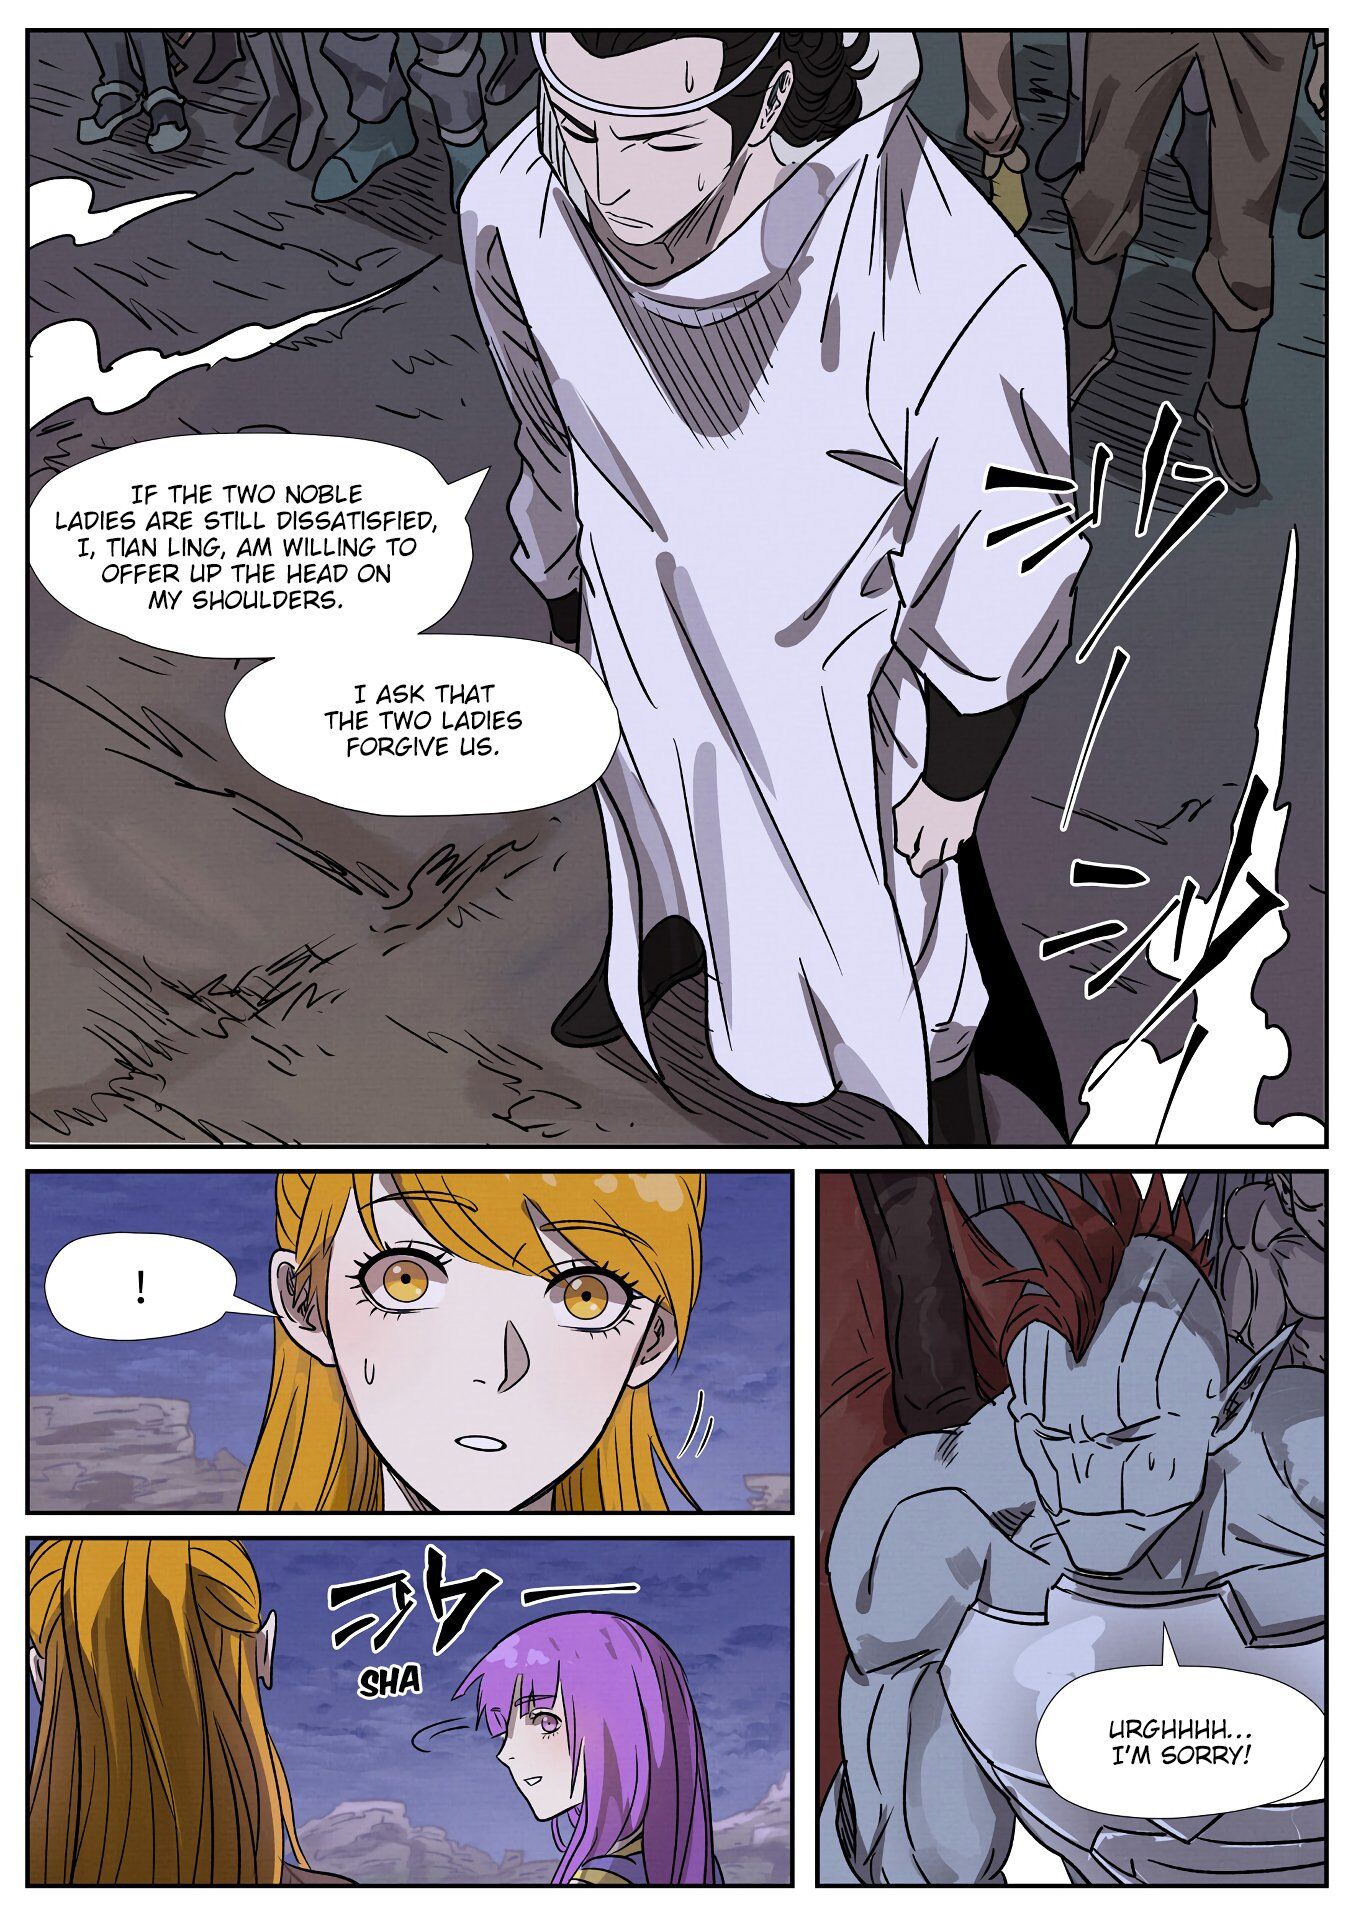 IF THE TWO NOBLE
LADIES ARE STILL DISSATISFIED,
I, TIAN LING, AM WILLING TO
OFFER UP THE HEAD ON
MY SHOULDERS.
I ASK THAT
THE TWO LADIES
FORGIVE US.
!
URGHHHH...
I'M SORRY!
SHA